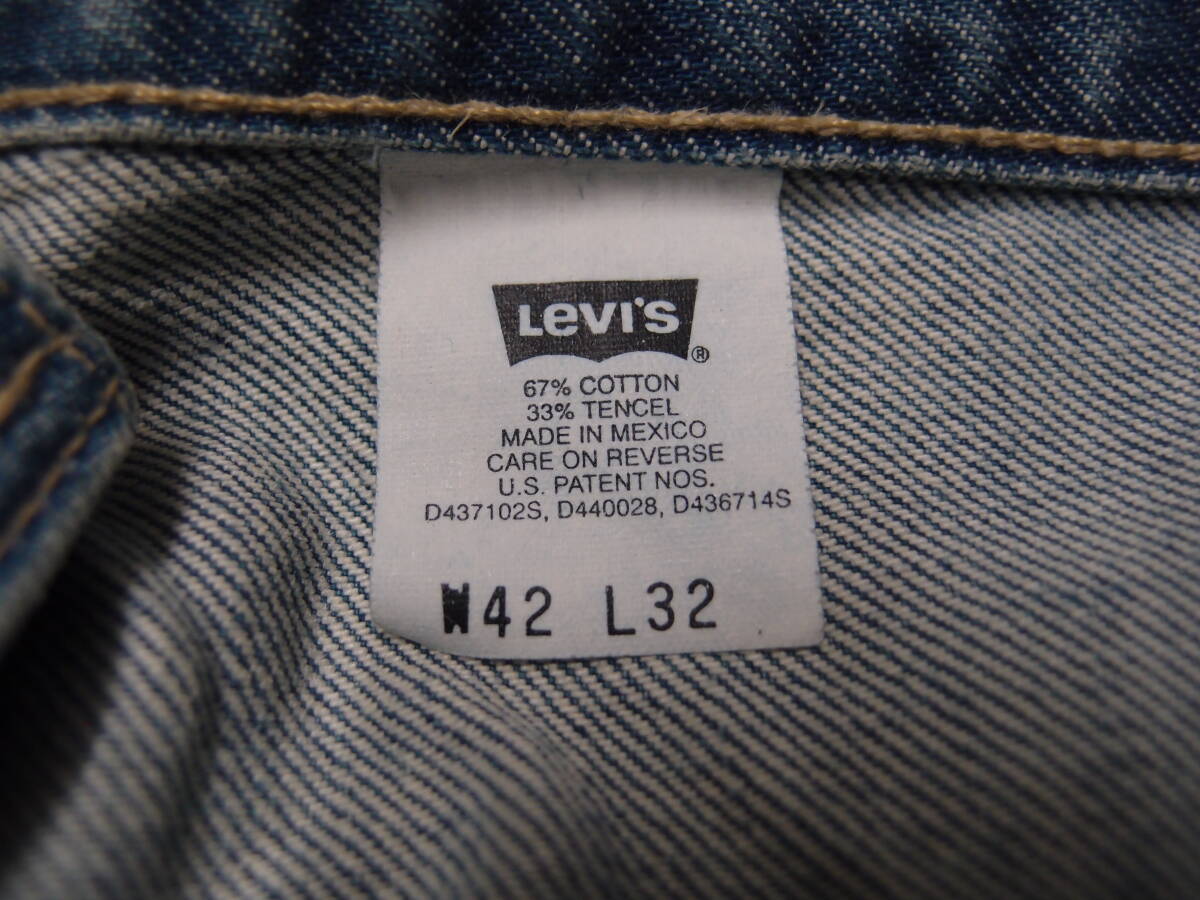 LEVI'S ®
67% COTTON
33% TENCEL
MADE IN MEXICO
CARE ON REVERSE
U.S. PATENT NOS.
D437102S, D440028, D436714S
W42 L32